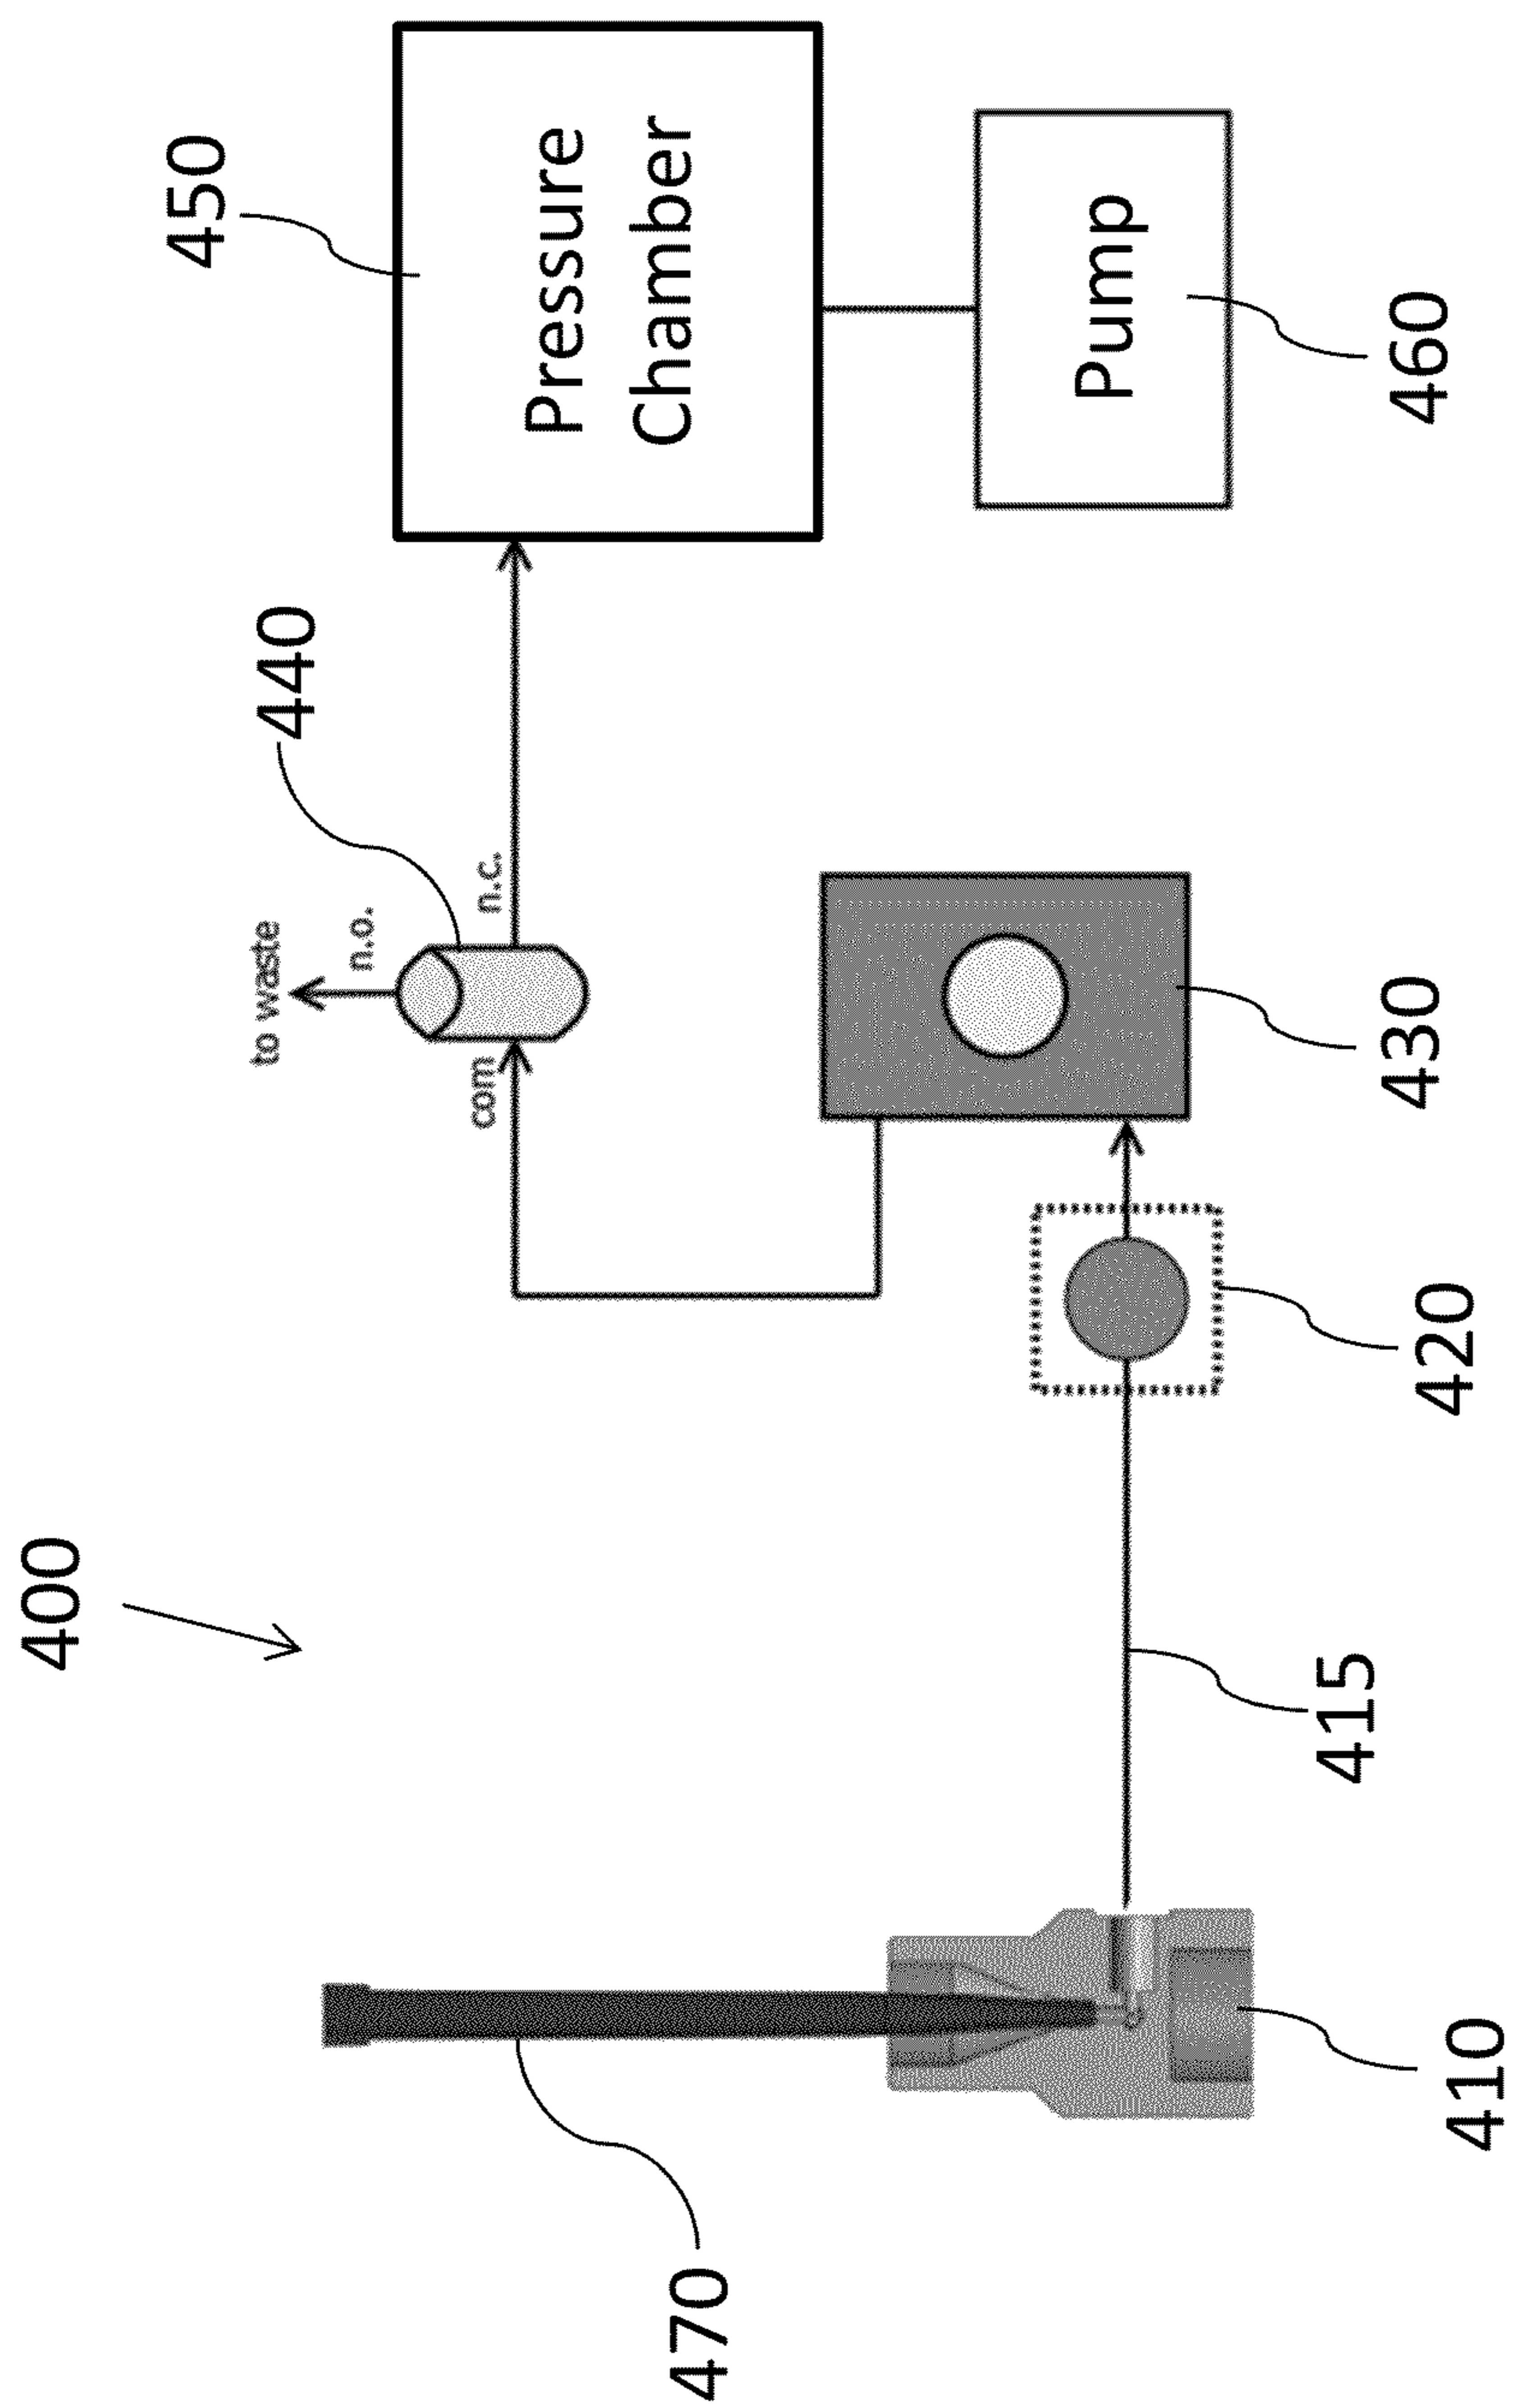 400
450
Pressure
Chamber
440
to waste
n.o.
n.c.
com
Pump
460
430
420
415
410
470